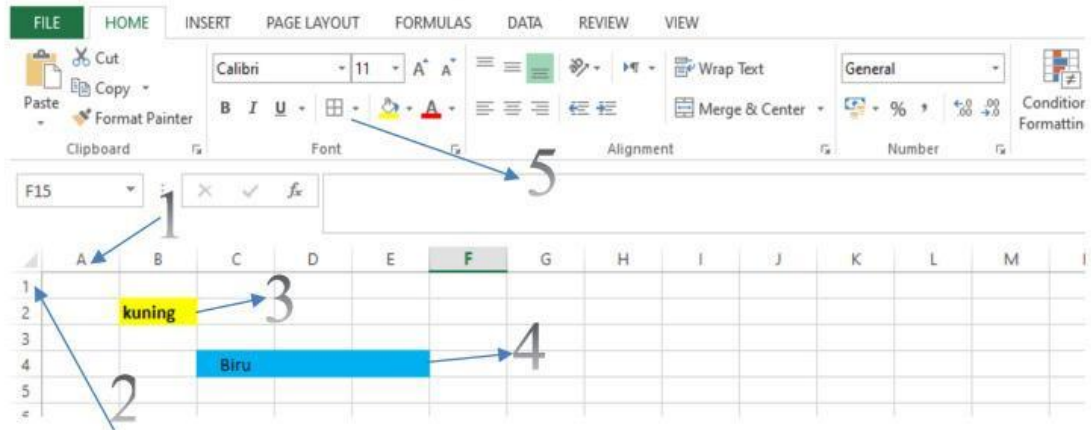 FILE HOME INSERT PAGE LAYOUT FORMULAS DATA REVIEW VIEW
Cut
Copy
Format Painter
Paste
Calibri 11 A A
Wrap Text
General
B I U A
Merge & Center
% , .00 .0
Condition
Formattin
Clipboard Font Alignment Number
5
F15 fx
1
A B C D E F G H I J K L M
1
3
2 kuning
3
4
4 Biru
5
2